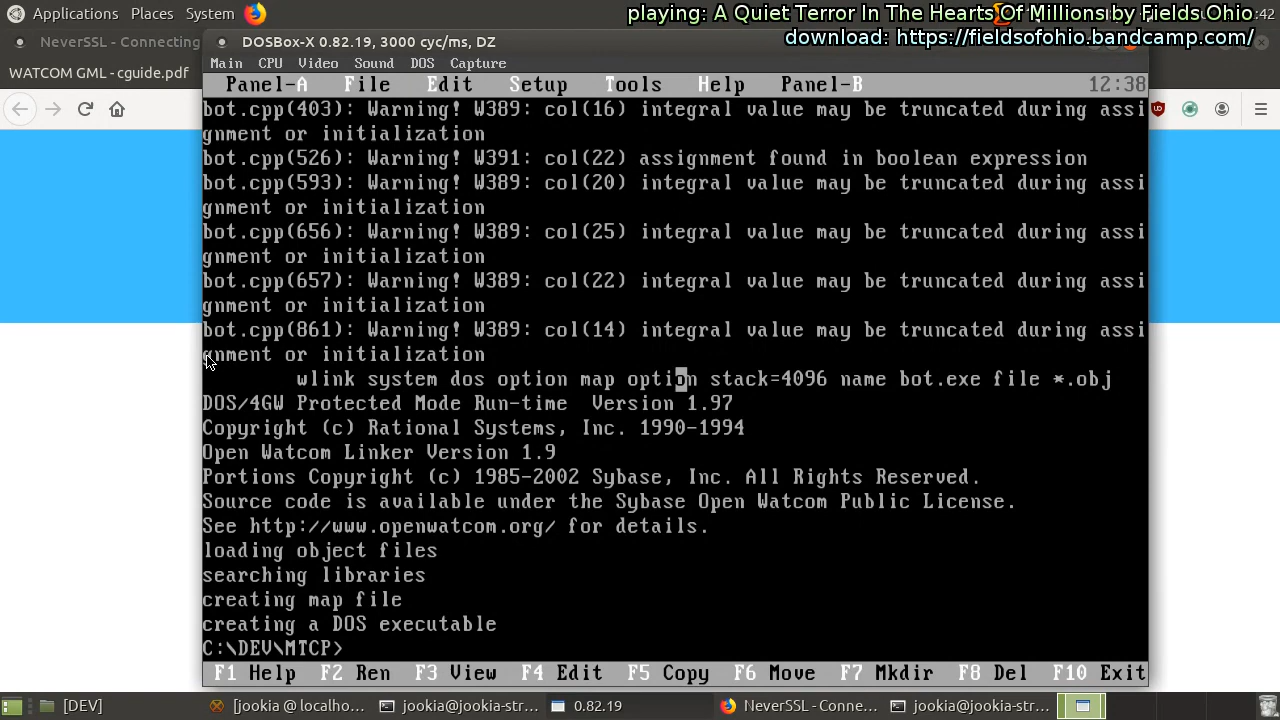 Applications Places System
playing: A Quiet Terror In The Hearts Of Millions by Fields Ohio
download: https://fieldsofohio.bandcamp.com/
:42
NeverSSL - Connecting
DOSBox-X 0.82.19, 3000 cyc/ms, DZ
WATCOM GML - cguide.pdf
Main CPU Video Sound DOS Capture
Panel-A File Edit Setup Tools Help Panel-B 12:38
bot.cpp(403): Warning! W389: col(16) integral value may be truncated during assi
gnment or initialization
bot.cpp(526): Warning! W391: col(22) assignment found in boolean expression
bot.cpp(593): Warning! W389: col(20) integral value may be truncated during assi
gnment or initialization
bot.cpp(656): Warning! W389: col(25) integral value may be truncated during assi
gnment or initialization
bot.cpp(657): Warning! W389: col(22) integral value may be truncated during assi
gnment or initialization
bot.cpp(861): Warning! W389: col(14) integral value may be truncated during assi
gnment or initialization
wlink system dos option map option stack=4096 name bot.exe file *.obj
DOS/4GW Protected Mode Run-time Version 1.97
Copyright (c) Rational Systems, Inc. 1990-1994
Open Watcom Linker Version 1.9
Portions Copyright (c) 1985-2002 Sybase, Inc. All Rights Reserved.
Source code is available under the Sybase Open Watcom Public License.
See http://www.openwatcom.org/ for details.
loading object files
searching libraries
creating map file
creating a DOS executable
C:\DEV\MTCP>
F1 Help F2 Ren F3 View F4 Edit F5 Copy F6 Move F7 Mkdir F8 Del F10 Exit
[DEV] [jookia @ localho... jookia@jookia-str... 0.82.19 NeverSSL - Conne... jookia@jookia-str...